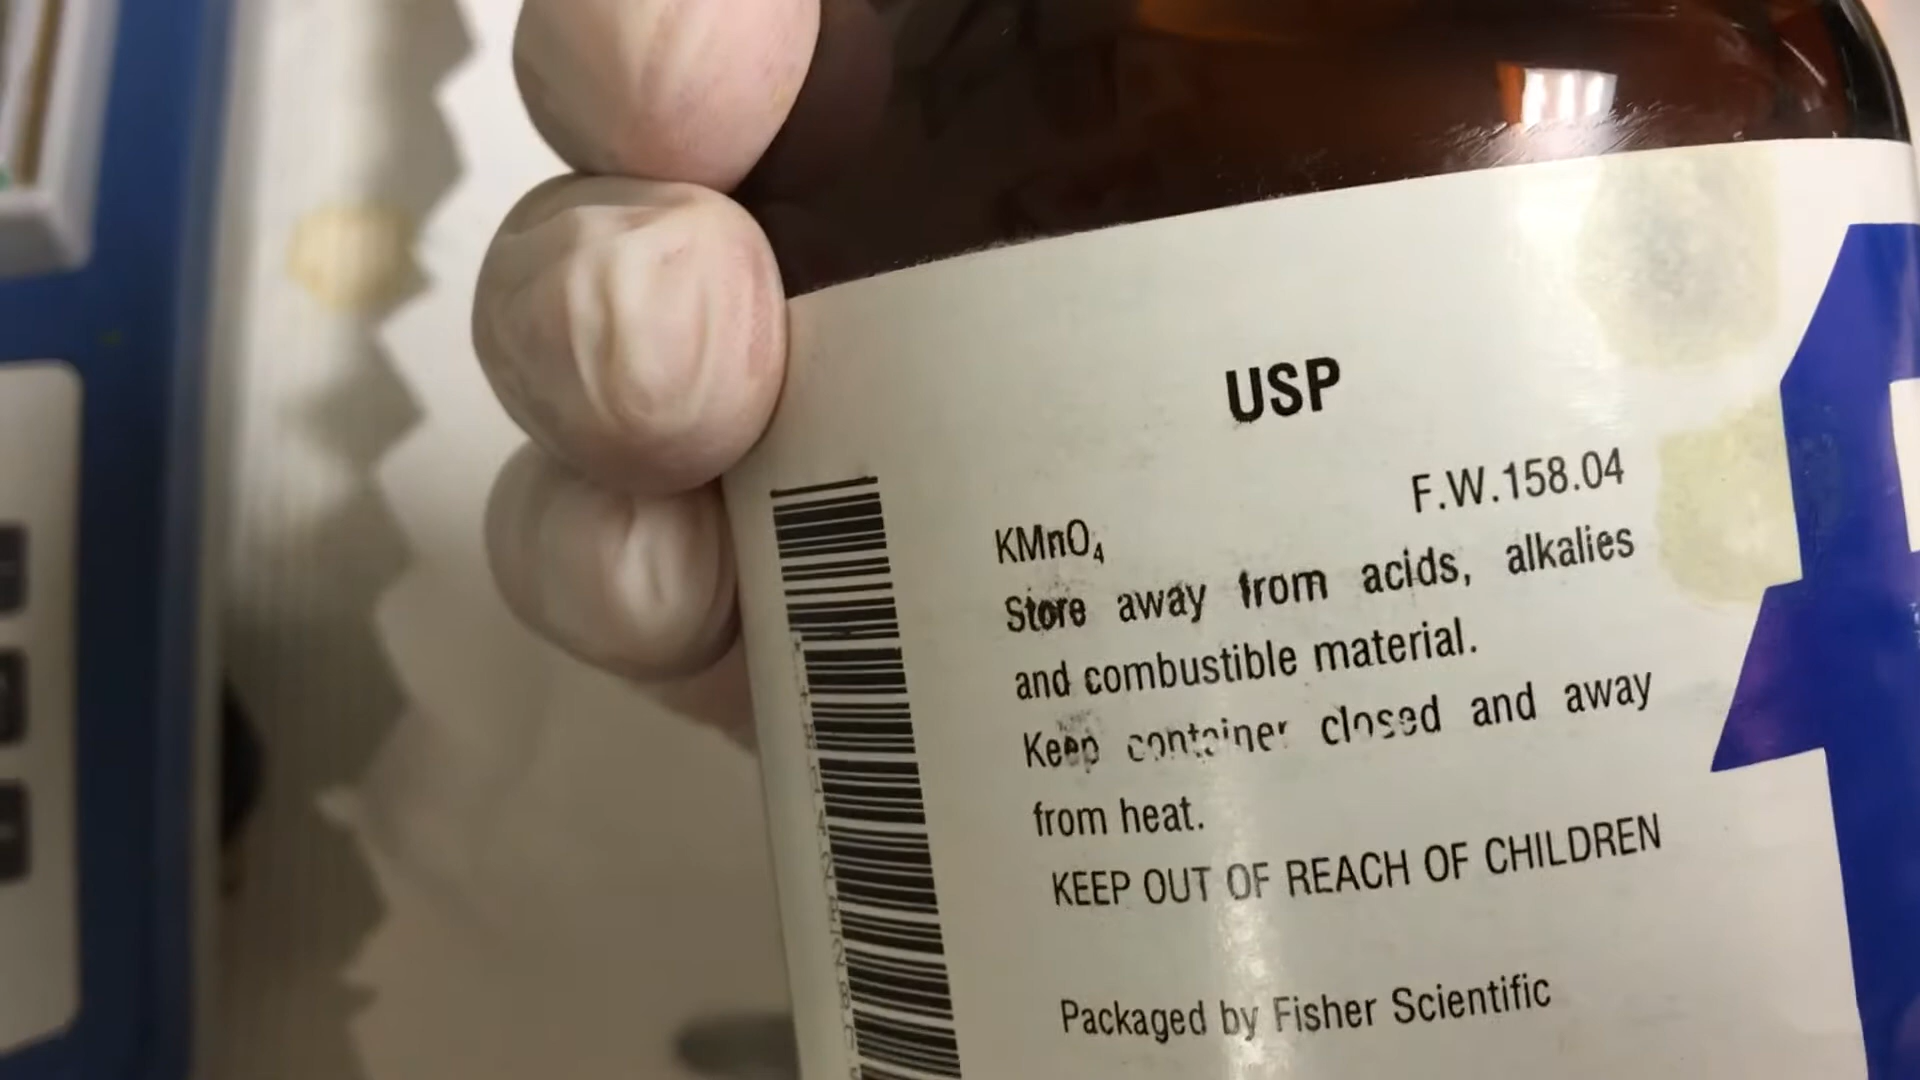 USP
F.W.158.04
KMnO₄
Store away from acids, alkalies
and combustible material.
Keep container closed and away
from heat.
KEEP OUT OF REACH OF CHILDREN
Packaged by Fisher Scientific